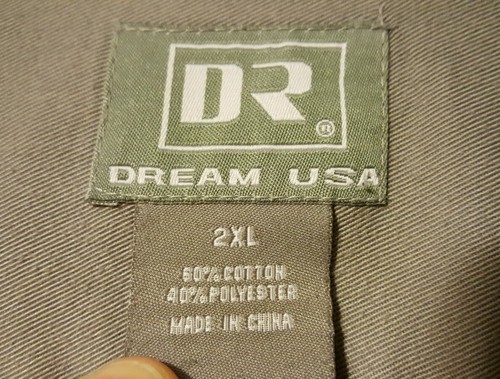 DR
®
DREAM USA
2XL
60% COTTON
40% POLYESTER
MADE IN CHINA